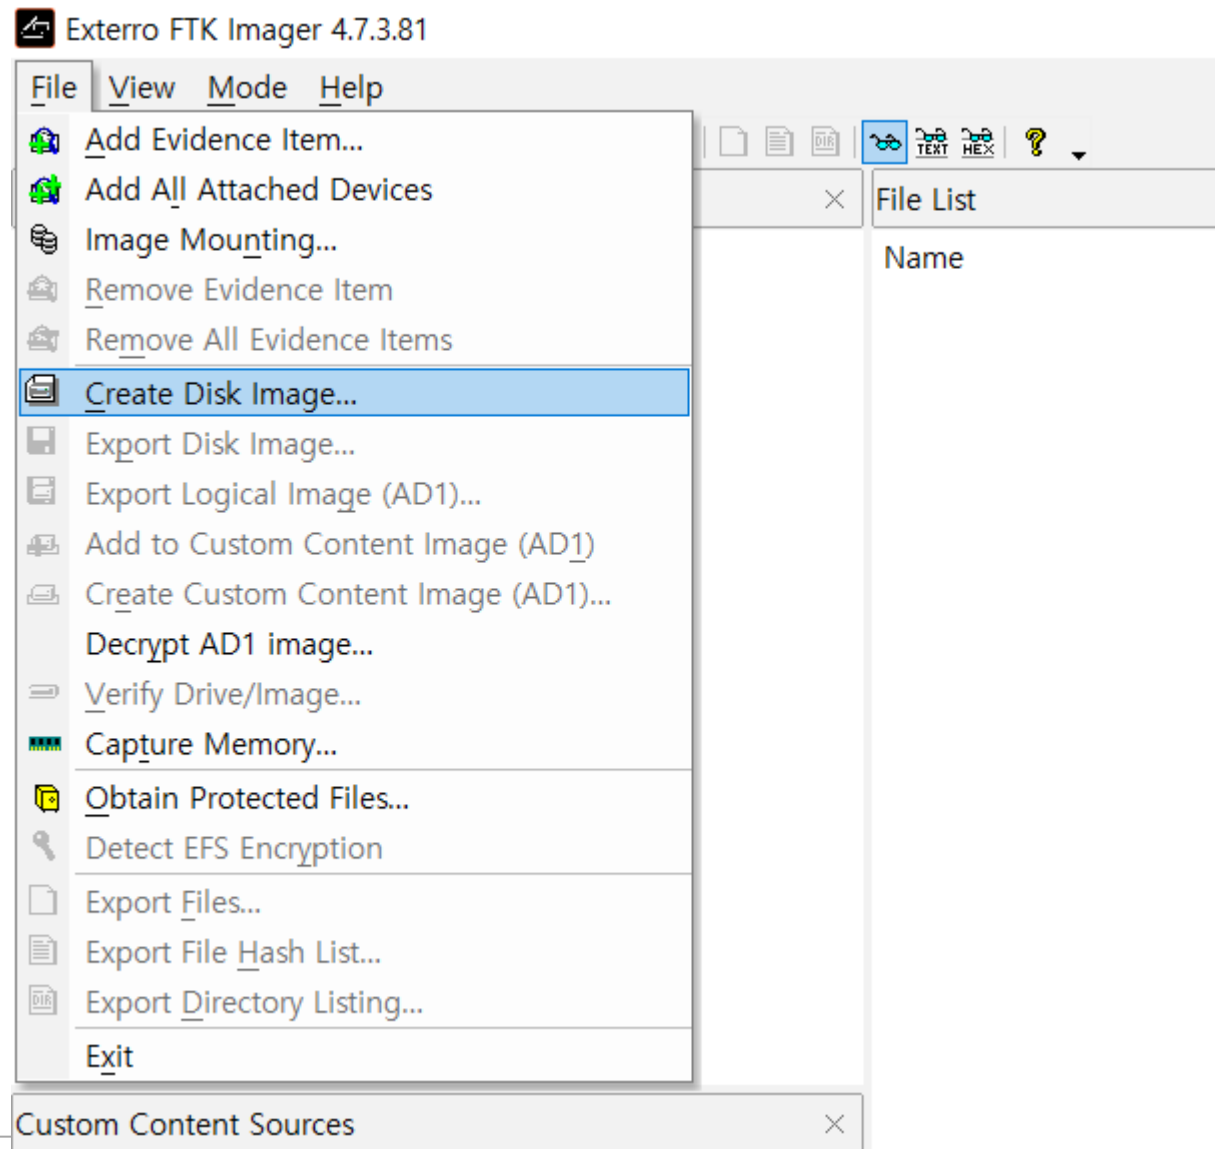 Exterro FTK Imager 4.7.3.81
File View Mode Help
Add Evidence Item...
TEXT HEX
DIR
Add All Attached Devices
File List
Image Mounting...
Name
Remove Evidence Item
Remove All Evidence Items
Create Disk Image...
Export Disk Image...
Export Logical Image (AD1)...
Add to Custom Content Image (AD1)
Create Custom Content Image (AD1)...
Decrypt AD1 image...
Verify Drive/Image...
Capture Memory...
Obtain Protected Files...
Detect EFS Encryption
Export Files...
Export File Hash List...
DIR
Export Directory Listing...
Exit
Custom Content Sources